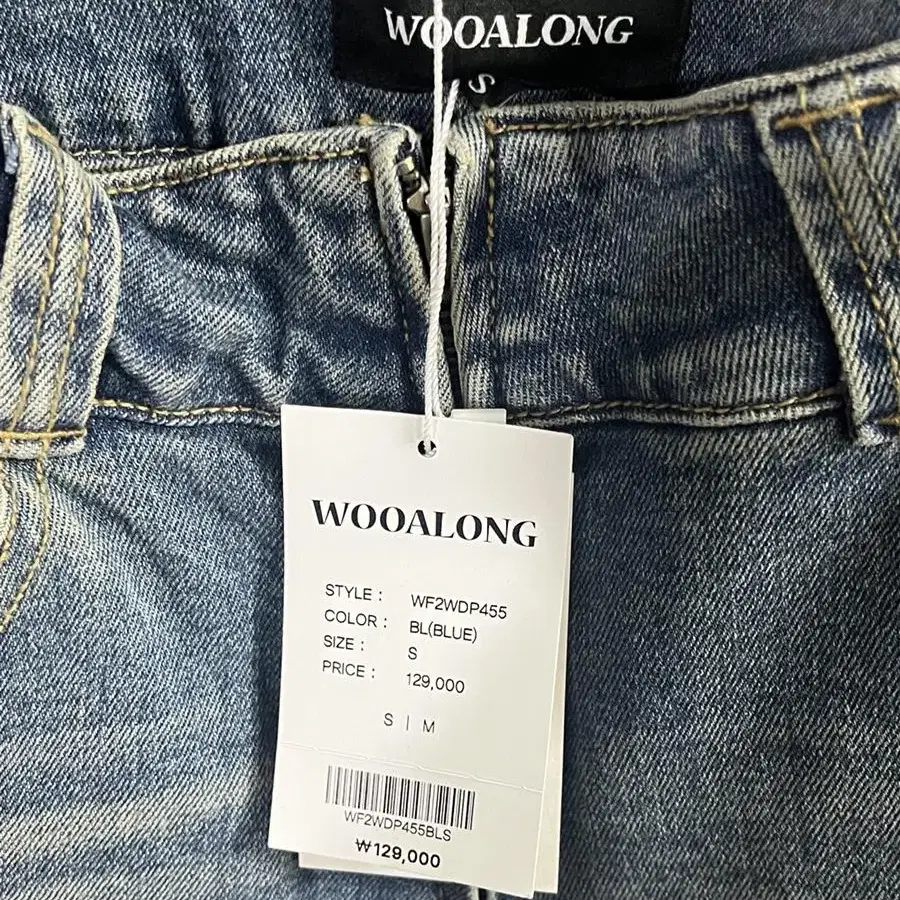 WOOALONG
S
WOOALONG
STYLE : WF2WDP455
COLOR : BL(BLUE)
SIZE : S
PRICE : 129,000
S | M
WF2WDP455BLS
₩129,000